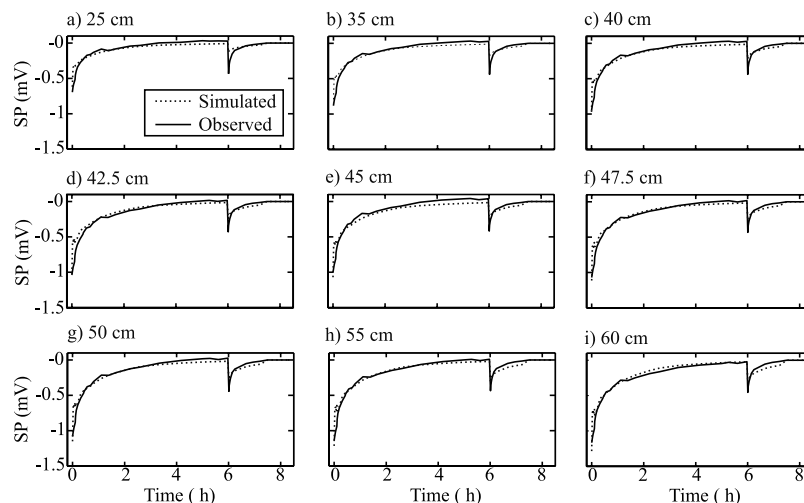 a) 25 cm
b) 35 cm
c) 40 cm
-0
-0.5
-1
-1.5
SP (mV)
Simulated
Observed
d) 42.5 cm
e) 45 cm
f) 47.5 cm
-0
-0.5
-1
-1.5
SP (mV)
g) 50 cm
h) 55 cm
i) 60 cm
-0
-0.5
-1
-1.5
SP (mV)
0 2 4 6 8
0 2 4 6 8
0 2 4 6 8
Time ( h)
Time ( h)
Time ( h)